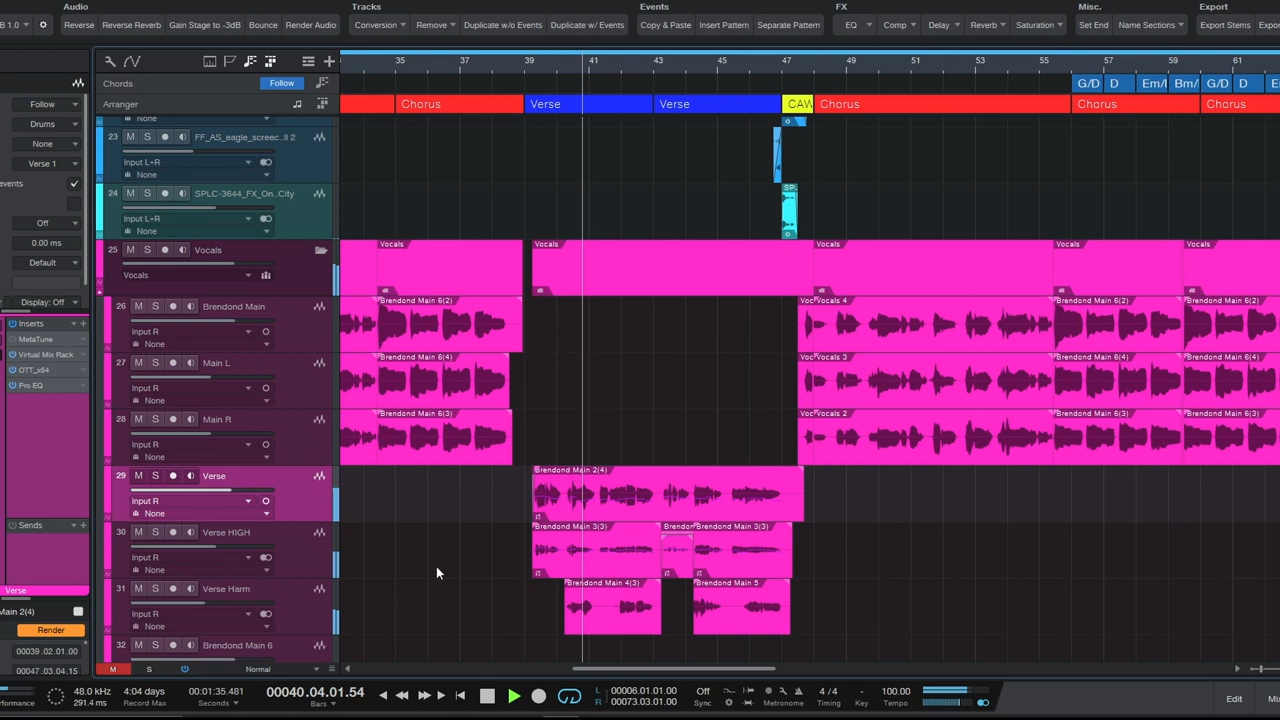 Audio Tracks Events FX Misc. Export
B 1.0 Reverse Reverse Reverb Gain Stage to -3dB Bounce Render Audio Conversion Remove Duplicate w/o Events Duplicate w/ Events Copy & Paste Insert Pattern Separate Pattern EQ Comp Delay Reverb Saturation Set End Name Sections Export Stems
35 37 39 41 43 45 47 49 51 53 55 57 59 61
Chords Follow G/D D Em/ Bm/ G/D D
Follow Arranger Chorus Verse Verse CAW Chorus Chorus Chorus
None
Drums
23 M S FF_AS_eagle_screec..ll 2
None
Input L+R
Verse 1
None
events
24 M S SPLC-3644_FX_On..City SP
Input L+R
Off
None
0.00 ms
25 M S Vocals Vocals Vocals Vocals Vocals Vocals
Default
Vocals
Display: Off
26 M S Brendond Main Brendond Main 6(2) Voc Vocals 4 Brendond Main 6(2) Brendond Main 6(2)
Inserts
Input R
MetaTune
None
Virtual Mix Rack
27 M S Main L Brendond Main 6(4) Voc Vocals 3 Brendond Main 6(4) Brendond Main 6(4)
OTT_x64
Pro EQ
Input R
None
28 M S Main R Brendond Main 6(3) Voc Vocals 2 Brendond Main 6(3) Brendond Main 6(3)
Input R
None
29 M S Verse Brendond Main 2(4)
Input R
None
Sends
30 M S Verse HIGH Brendond Main 3(3) Brendon Brendond Main 3(3)
Input R
None
Verse
31 M S Verse Harm Brendond Main 4(3) Brendond Main 5
Main 2(4)
Input R
Render
None
32 M S Brendond Main 6
00039.02.01.00
00047.03.04.15
M S Normal
48.0 kHz 4:04 days 00:01:35:481 00040.04.01.54 L 00006.01.01.00 Off 4 / 4 - 100.00
291.4 ms Record Max Seconds Bars R 00073.03.01.00 Sync Metronome Timing Key Tempo
Edit